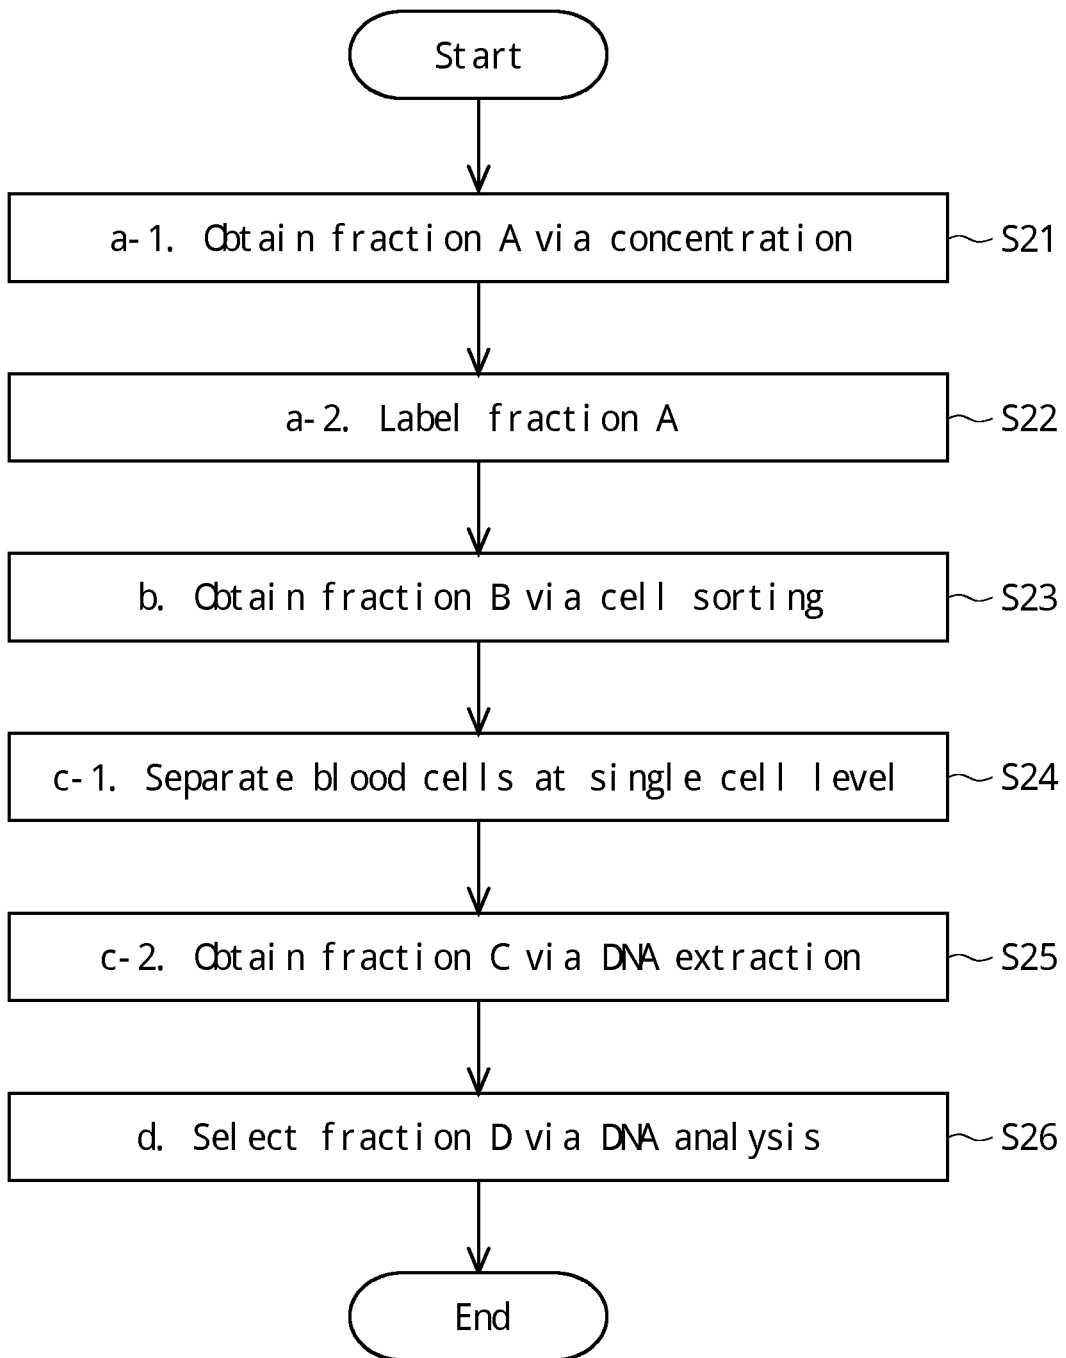 Start
a-1. Obtain fraction A via concentration S21
a-2. Label fraction A S22
b. Obtain fraction B via cell sorting S23
c-1. Separate blood cells at single cell level S24
c-2. Obtain fraction C via DNA extraction S25
d. Select fraction D via DNA analysis S26
End